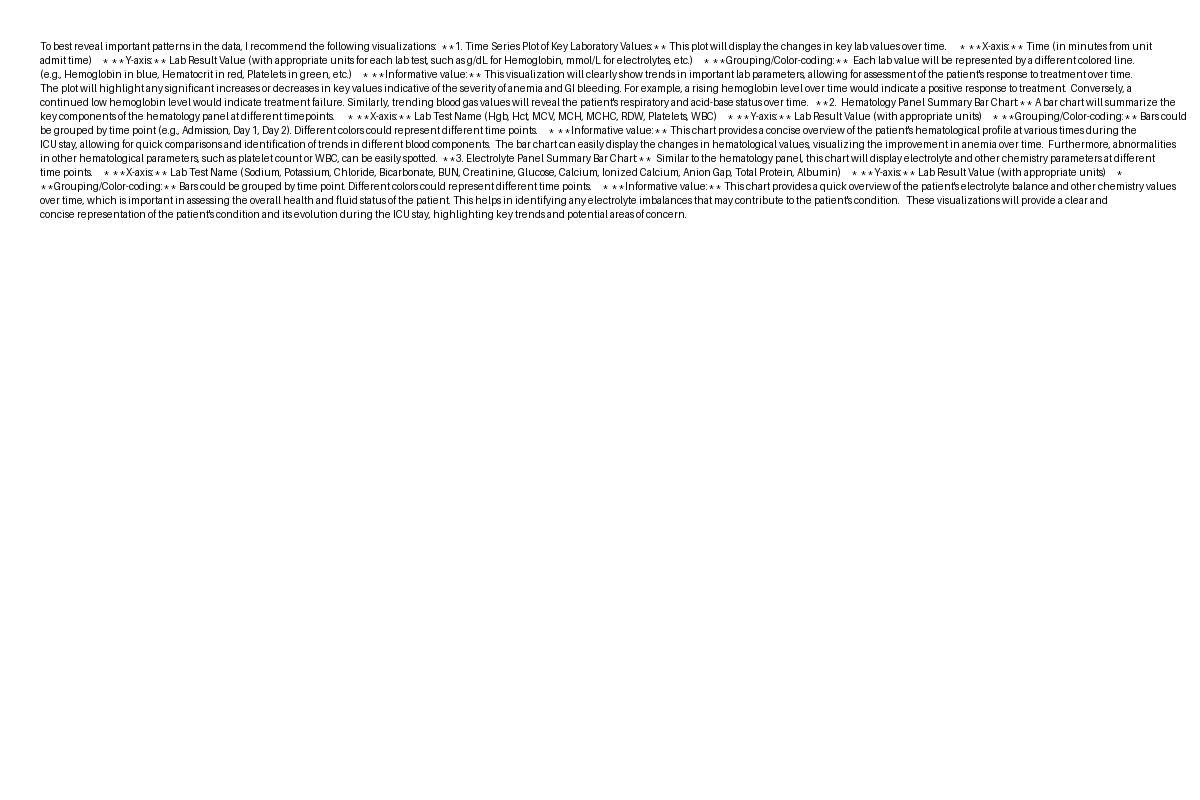 To best reveal important patterns in the data, I recommend the following visualizations:  **1. Time Series Plot of Key Laboratory Values:** This plot will display the changes in key lab values over time.     * **X-axis:** Time (in minutes from unit
admit time)    * **Y-axis:** Lab Result Value (with appropriate units for each lab test, such as g/dL for Hemoglobin, mmol/L for electrolytes, etc.)    * **Grouping/Color-coding:** Each lab value will be represented by a different colored line.
(e.g., Hemoglobin in blue, Hematocrit in red, Platelets in green, etc.)    * **Informative value:** This visualization will clearly show trends in important lab parameters, allowing for assessment of the patient's response to treatment over time.
The plot will highlight any significant increases or decreases in key values indicative of the severity of anemia and GI bleeding. For example, a rising hemoglobin level over time would indicate a positive response to treatment.  Conversely, a
continued low hemoglobin level would indicate treatment failure. Similarly, trending blood gas values will reveal the patient's respiratory and acid-base status over time.   **2.  Hematology Panel Summary Bar Chart:** A bar chart will summarize the
key components of the hematology panel at different timepoints.     * **X-axis:** Lab Test Name (Hgb, Hct, MCV, MCH, MCHC, RDW, Platelets, WBC)    * **Y-axis:** Lab Result Value (with appropriate units)    * **Grouping/Color-coding:** Bars could
be grouped by time point (e.g., Admission, Day 1, Day 2). Different colors could represent different time points.    * **Informative value:** This chart provides a concise overview of the patient's hematological profile at various times during the
ICU stay, allowing for quick comparisons and identification of trends in different blood components.  The bar chart can easily display the changes in hematological values, visualizing the improvement in anemia over time.  Furthermore, abnormalities
in other hematological parameters, such as platelet count or WBC, can be easily spotted.  **3. Electrolyte Panel Summary Bar Chart:**  Similar to the hematology panel, this chart will display electrolyte and other chemistry parameters at different
time points.    * **X-axis:** Lab Test Name (Sodium, Potassium, Chloride, Bicarbonate, BUN, Creatinine, Glucose, Calcium, Ionized Calcium, Anion Gap, Total Protein, Albumin)    * **Y-axis:** Lab Result Value (with appropriate units)    *
**Grouping/Color-coding:** Bars could be grouped by time point. Different colors could represent different time points.    * **Informative value:** This chart provides a quick overview of the patient's electrolyte balance and other chemistry values
over time, which is important in assessing the overall health and fluid status of the patient. This helps in identifying any electrolyte imbalances that may contribute to the patient's condition.   These visualizations will provide a clear and
concise representation of the patient's condition and its evolution during the ICU stay, highlighting key trends and potential areas of concern.